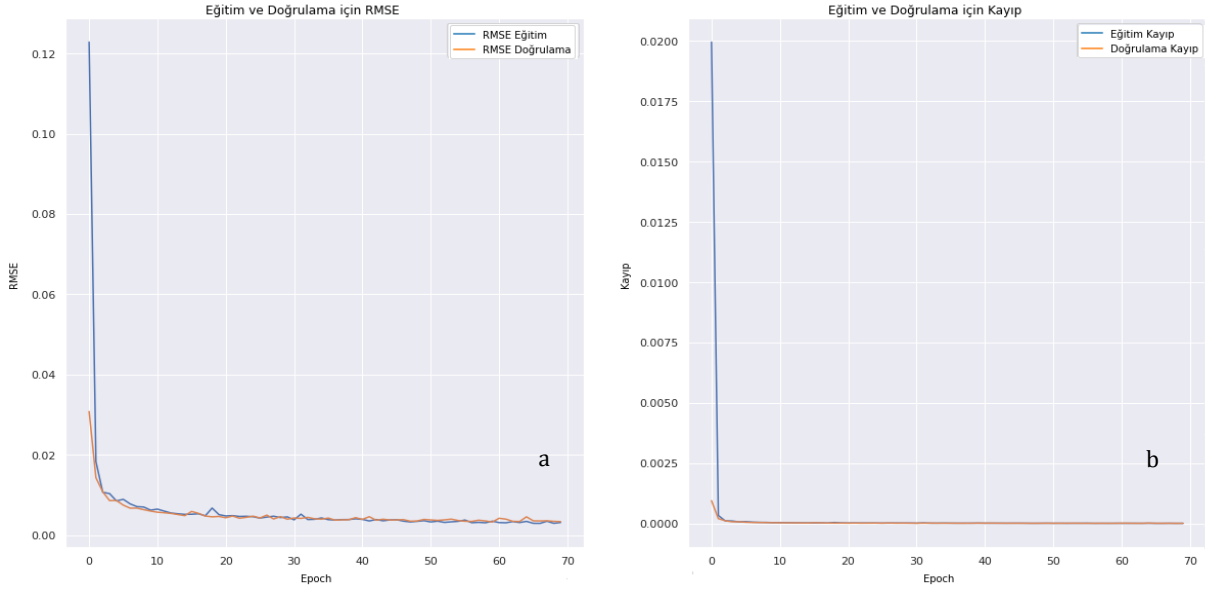 Eğitim ve Doğrulama için RMSE
RMSE Eğitim
RMSE Doğrulama
0.12
0.10
0.08
0.06
0.04
0.02
0.00
RMSE
a
0 10 20 30 40 50 60 70
Epoch
Eğitim ve Doğrulama için Kayıp
Eğitim Kayıp
Doğrulama Kayıp
0.0200
0.0175
0.0150
0.0125
0.0100
0.0075
0.0050
0.0025
0.0000
Kayıp
b
0 10 20 30 40 50 60 70
Epoch